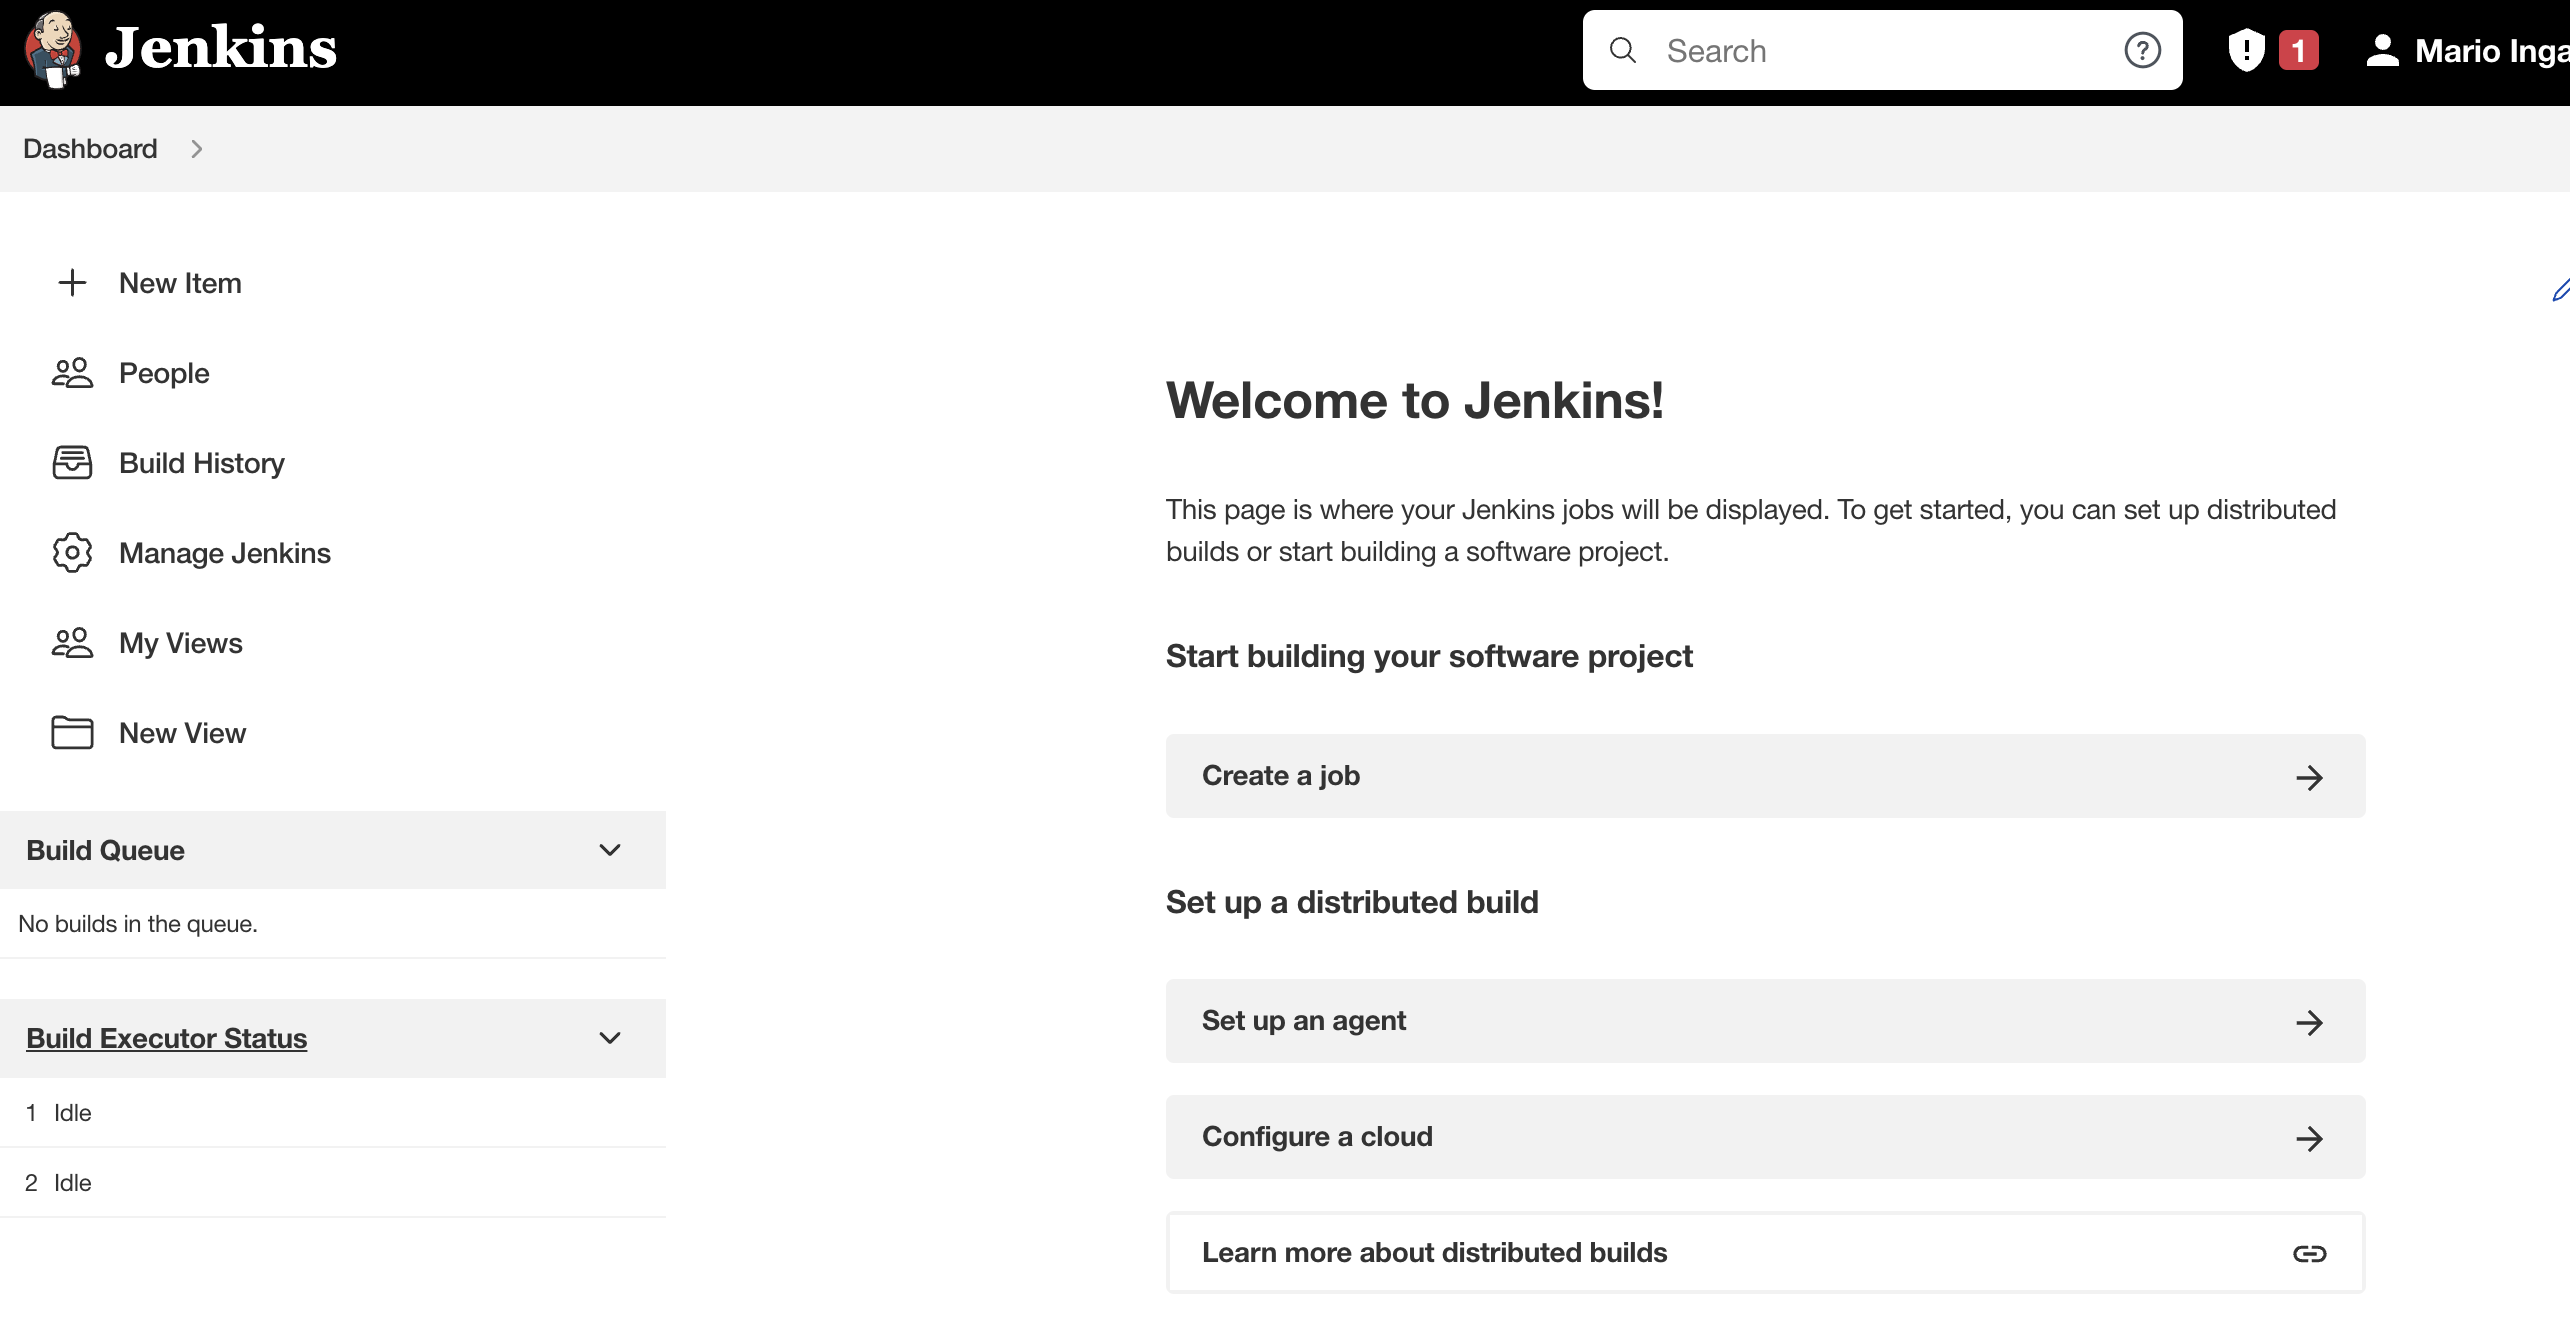 Jenkins
Search
1
Mario Inga
Dashboard
New Item
People
Build History
Manage Jenkins
My Views
New View
Build Queue
No builds in the queue.
Build Executor Status
1 Idle
2 Idle
Welcome to Jenkins!
This page is where your Jenkins jobs will be displayed. To get started, you can set up distributed
builds or start building a software project.
Start building your software project
Create a job
Set up a distributed build
Set up an agent
Configure a cloud
Learn more about distributed builds